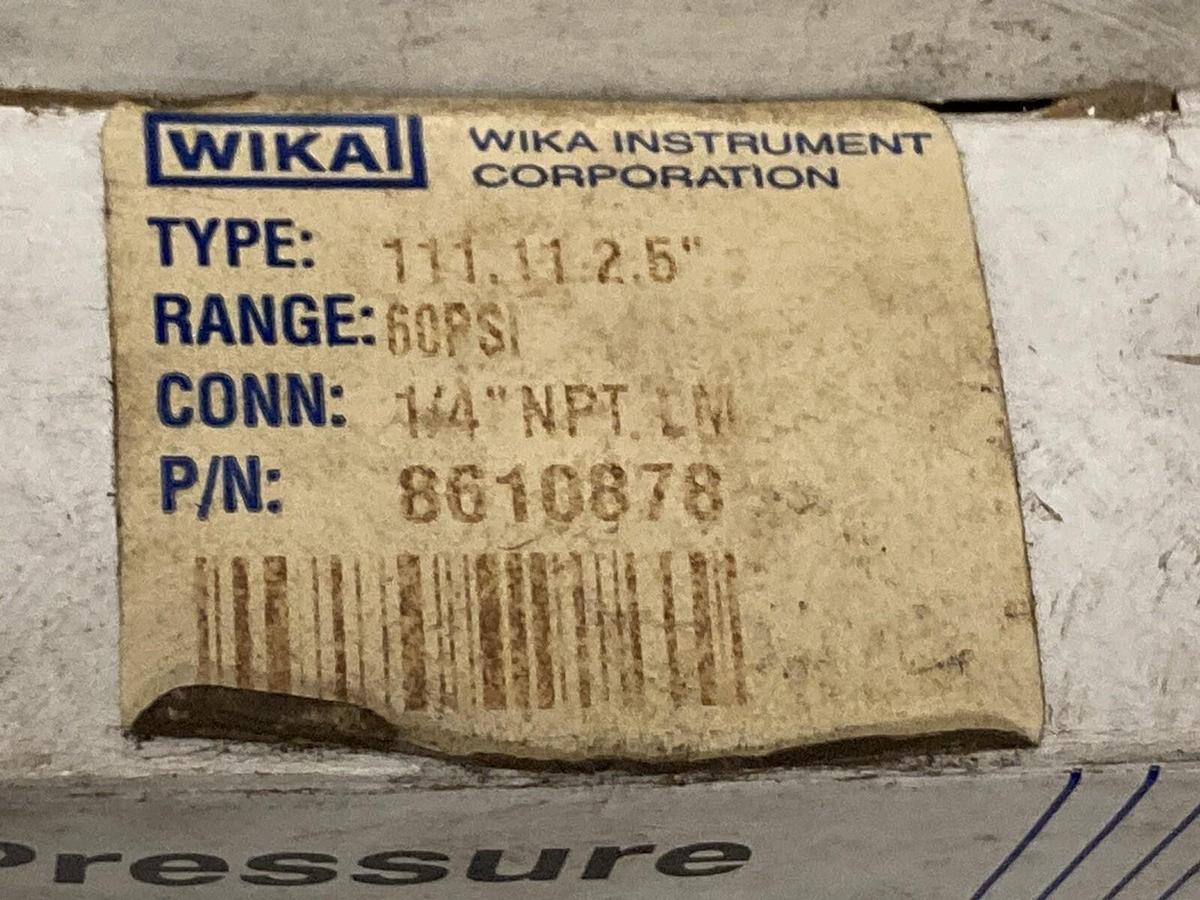 WIKA WIKA INSTRUMENT
CORPORATION
TYPE: 111.11 2.5"
RANGE: 60PSI
CONN: 1/4" NPT. LM
P/N: 8610878
Pressure